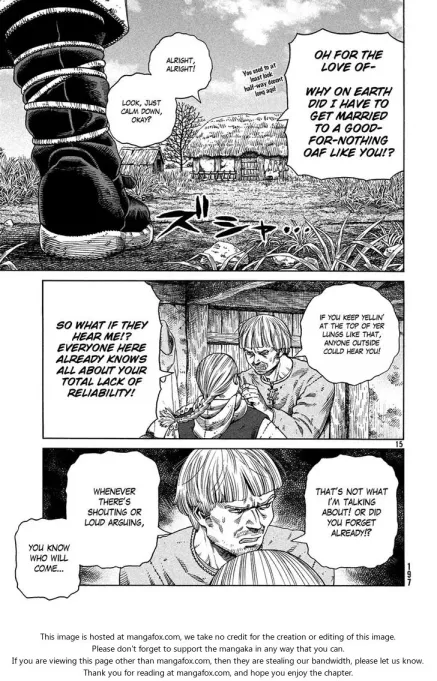 OH FOR THE
LOVE OF-
WHY ON EARTH
DID I HAVE TO
GET MARRIED
TO A GOOD-
FOR-NOTHING
OAF LIKE YOU!?
You used to at
least look
half-way decent
long ago!
ALRIGHT,
ALRIGHT!
LOOK, JUST
CALM DOWN,
OKAY?
ズシャ...
IF YOU KEEP YELLIN'
AT THE TOP OF YER
LUNGS LIKE THAT,
ANYONE OUTSIDE
COULD HEAR YOU!
SO WHAT IF THEY
HEAR ME!?
EVERYONE HERE
ALREADY KNOWS
ALL ABOUT YOUR
TOTAL LACK OF
RELIABILITY!
15
THAT'S NOT WHAT
I'M TALKING
ABOUT! OR DID
YOU FORGET
ALREADY!?
WHENEVER
THERE'S
SHOUTING OR
LOUD ARGUING,
YOU KNOW
WHO WILL
COME...
197
This image is hosted at mangafox.com, we take no credit for the creation or editing of this image.
Please don't forget to support the mangaka in any way that you can.
If you are viewing this page other than mangafox.com, then they are stealing our bandwidth, please let us know.
Thank you for reading at mangafox.com, and hope you enjoy the chapter.